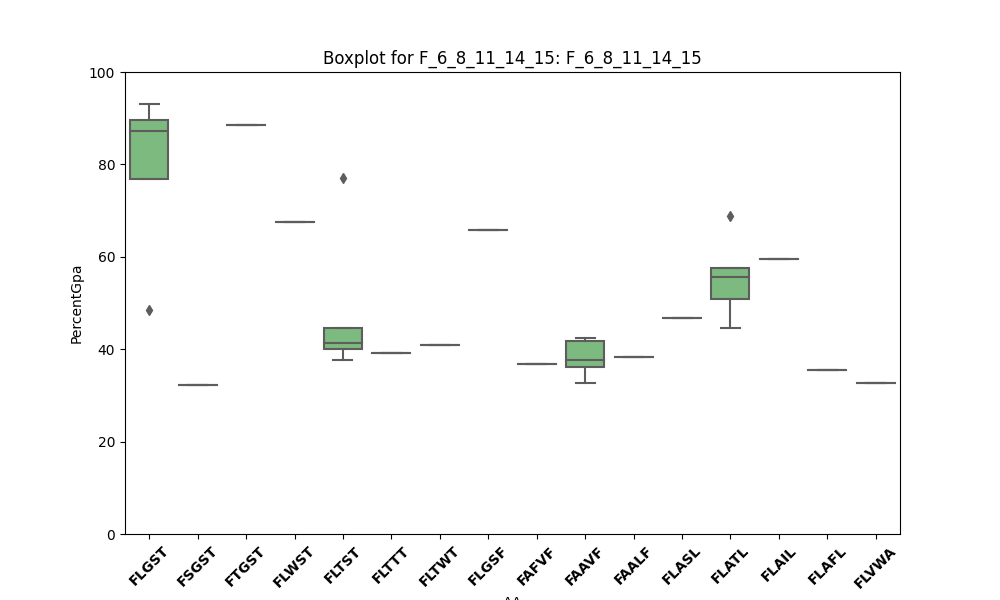 Boxplot for F_6_8_11_14_15: F_6_8_11_14_15
PercentGpa
100
80
60
40
20
0
FLGST
FSGST
FTGST
FLWST
FLTST
FLTTT
FLTWT
FLGSF
FAFVF
FAAVF
FAALF
FLASL
FLATL
FLAIL
FLAFL
FLVWA